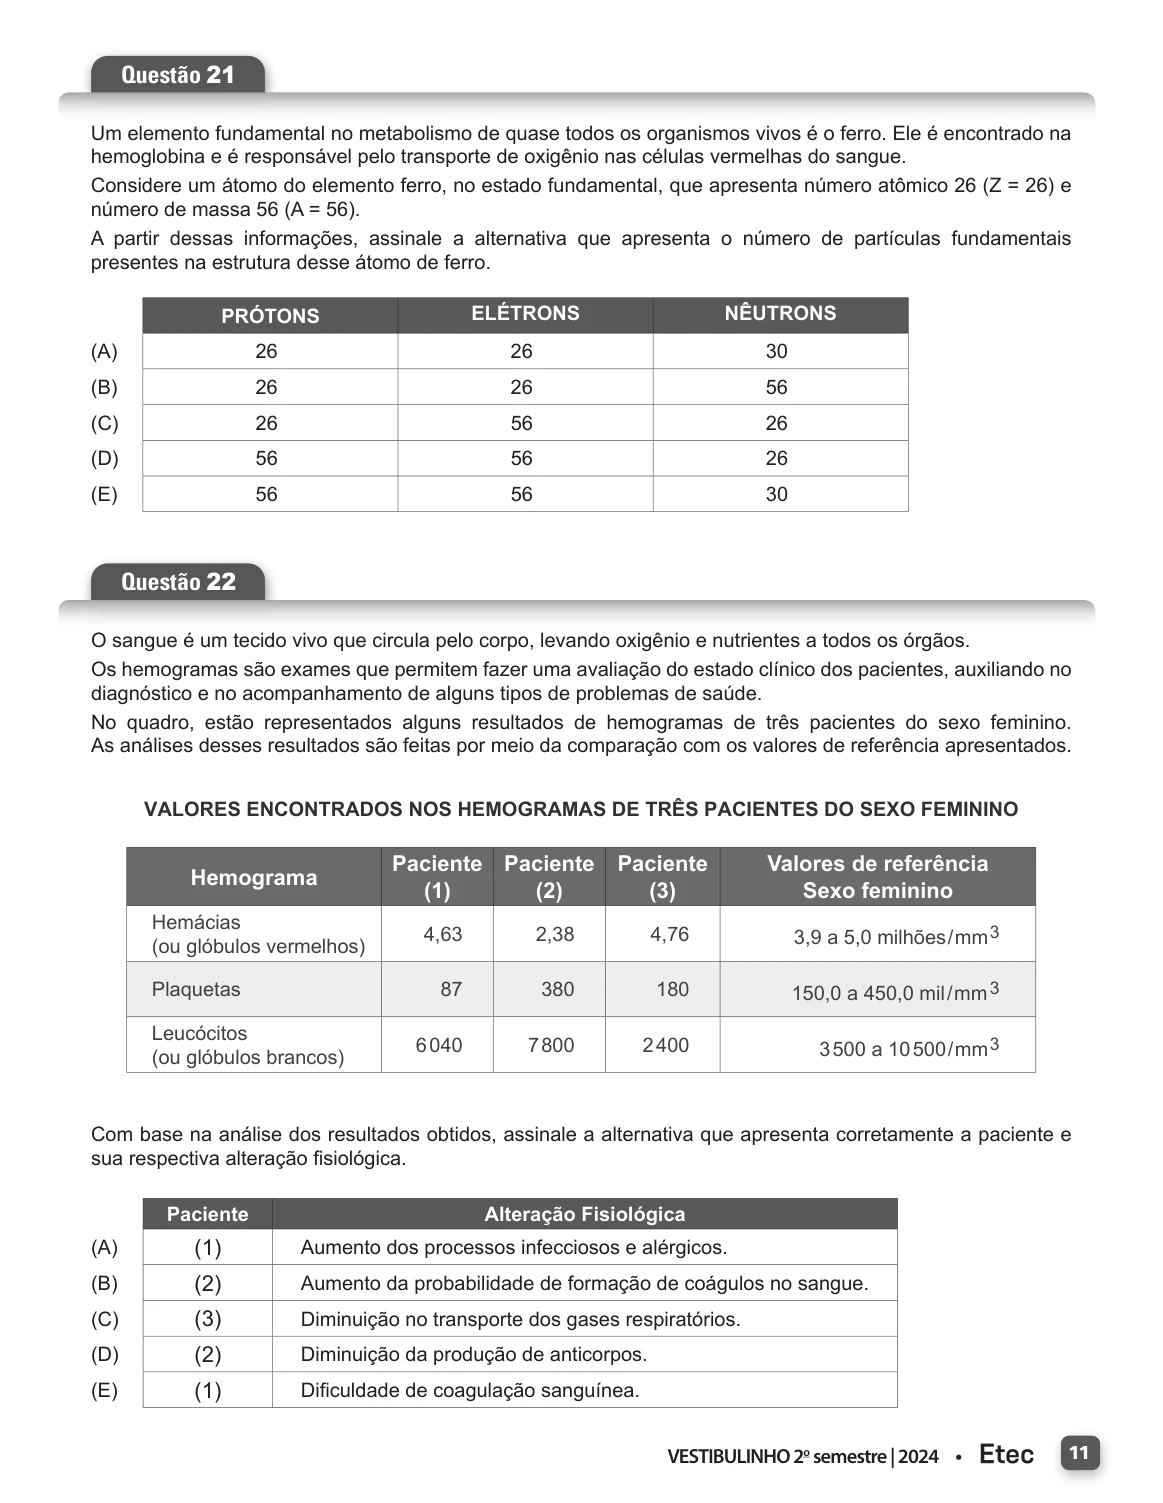 Questão 21
Um elemento fundamental no metabolismo de quase todos os organismos vivos é o ferro. Ele é encontrado na
hemoglobina e é responsável pelo transporte de oxigênio nas células vermelhas do sangue.
Considere um átomo do elemento ferro, no estado fundamental, que apresenta número atômico 26 (Z = 26) e
número de massa 56 (A = 56).
A partir dessas informações, assinale a alternativa que apresenta o número de partículas fundamentais
presentes na estrutura desse átomo de ferro.
PRÓTONS ELÉTRONS NÊUTRONS
(A) 26 26 30
(B) 26 26 56
(C) 26 56 26
(D) 56 56 26
(E) 56 56 30
Questão 22
O sangue é um tecido vivo que circula pelo corpo, levando oxigênio e nutrientes a todos os órgãos.
Os hemogramas são exames que permitem fazer uma avaliação do estado clínico dos pacientes, auxiliando no
diagnóstico e no acompanhamento de alguns tipos de problemas de saúde.
No quadro, estão representados alguns resultados de hemogramas de três pacientes do sexo feminino.
As análises desses resultados são feitas por meio da comparação com os valores de referência apresentados.
VALORES ENCONTRADOS NOS HEMOGRAMAS DE TRÊS PACIENTES DO SEXO FEMININO
Hemograma Paciente (1) Paciente (2) Paciente (3) Valores de referência Sexo feminino
Hemácias (ou glóbulos vermelhos) 4,63 2,38 4,76 3,9 a 5,0 milhões/mm³
Plaquetas 87 380 180 150,0 a 450,0 mil/mm³
Leucócitos (ou glóbulos brancos) 6 040 7 800 2 400 3 500 a 10 500/mm³
Com base na análise dos resultados obtidos, assinale a alternativa que apresenta corretamente a paciente e
sua respectiva alteração fisiológica.
Paciente Alteração Fisiológica
(A) (1) Aumento dos processos infecciosos e alérgicos.
(B) (2) Aumento da probabilidade de formação de coágulos no sangue.
(C) (3) Diminuição no transporte dos gases respiratórios.
(D) (2) Diminuição da produção de anticorpos.
(E) (1) Dificuldade de coagulação sanguínea.
VESTIBULINHO 2º semestre | 2024 • Etec 11